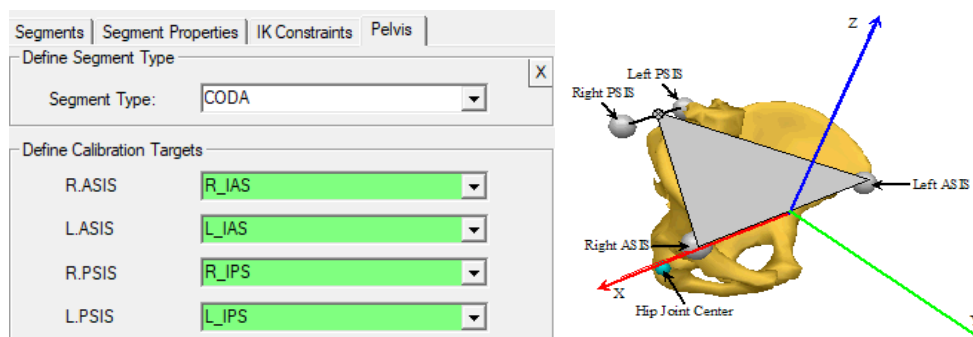 Segments Segment Properties IK Constraints Pelvis
Define Segment Type
X
Segment Type: CODA
Define Calibration Targets
R.ASIS R_IAS
L.ASIS L_IAS
R.PSIS R_IPS
L.PSIS L_IPS
Z
Left PSIS
Right PSIS
Left ASIS
Right ASIS
X
Hip Joint Center